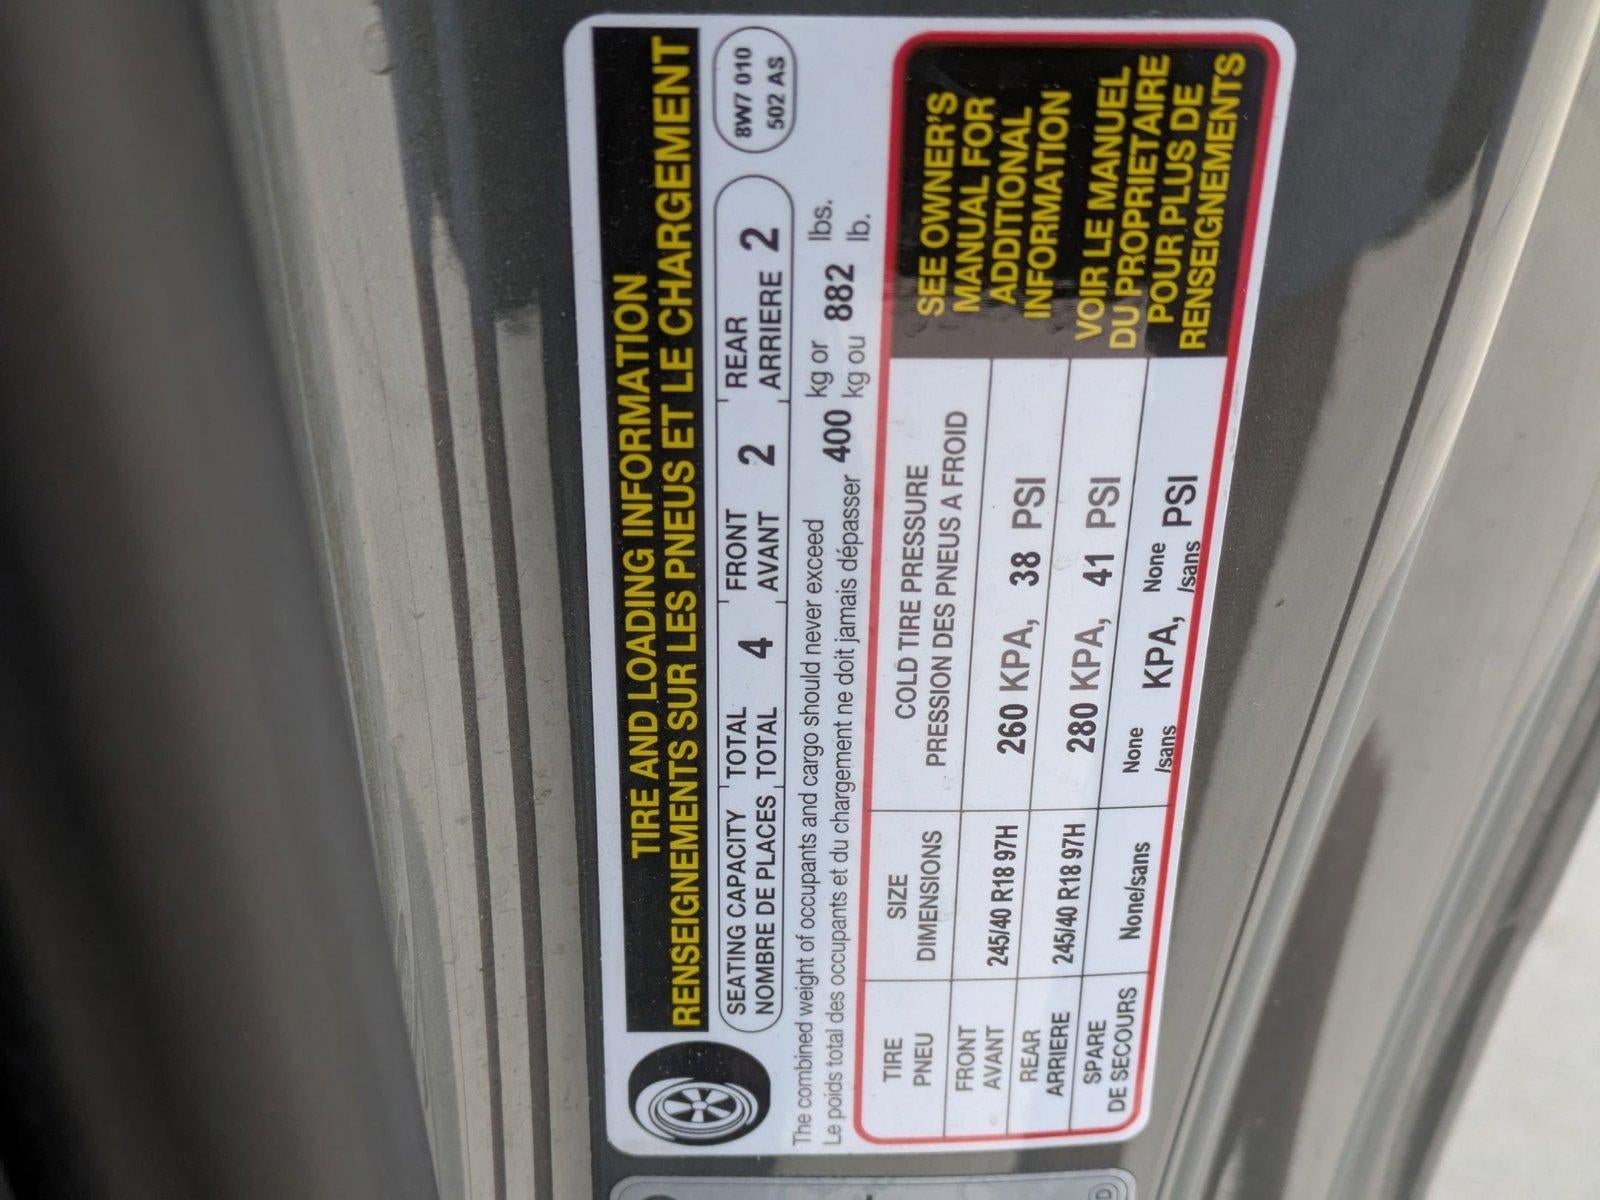 TIRE AND LOADING INFORMATION
RENSEIGNEMENTS SUR LES PNEUS ET LE CHARGEMENT
SEATING CAPACITY TOTAL 4 FRONT 2 REAR 2
NOMBRE DE PLACES TOTAL AVANT ARRIERE
8W7 010
502 AS
The combined weight of occupants and cargo should never exceed 400 kg or 882 lbs.
Le poids total des occupants et du chargement ne doit jamais dépasser kg ou lb.
TIRE SIZE COLD TIRE PRESSURE
PNEU DIMENSIONS PRESSION DES PNEUS A FROID
FRONT
AVANT 245/40 R18 97H 260 KPA, 38 PSI
REAR
ARRIERE 245/40 R18 97H 280 KPA, 41 PSI
SPARE
DE SECOURS None/sans None /sans KPA, None /sans PSI
SEE OWNER'S
MANUAL FOR
ADDITIONAL
INFORMATION
VOIR LE MANUEL
DU PROPRIETAIRE
POUR PLUS DE
RENSEIGNEMENTS